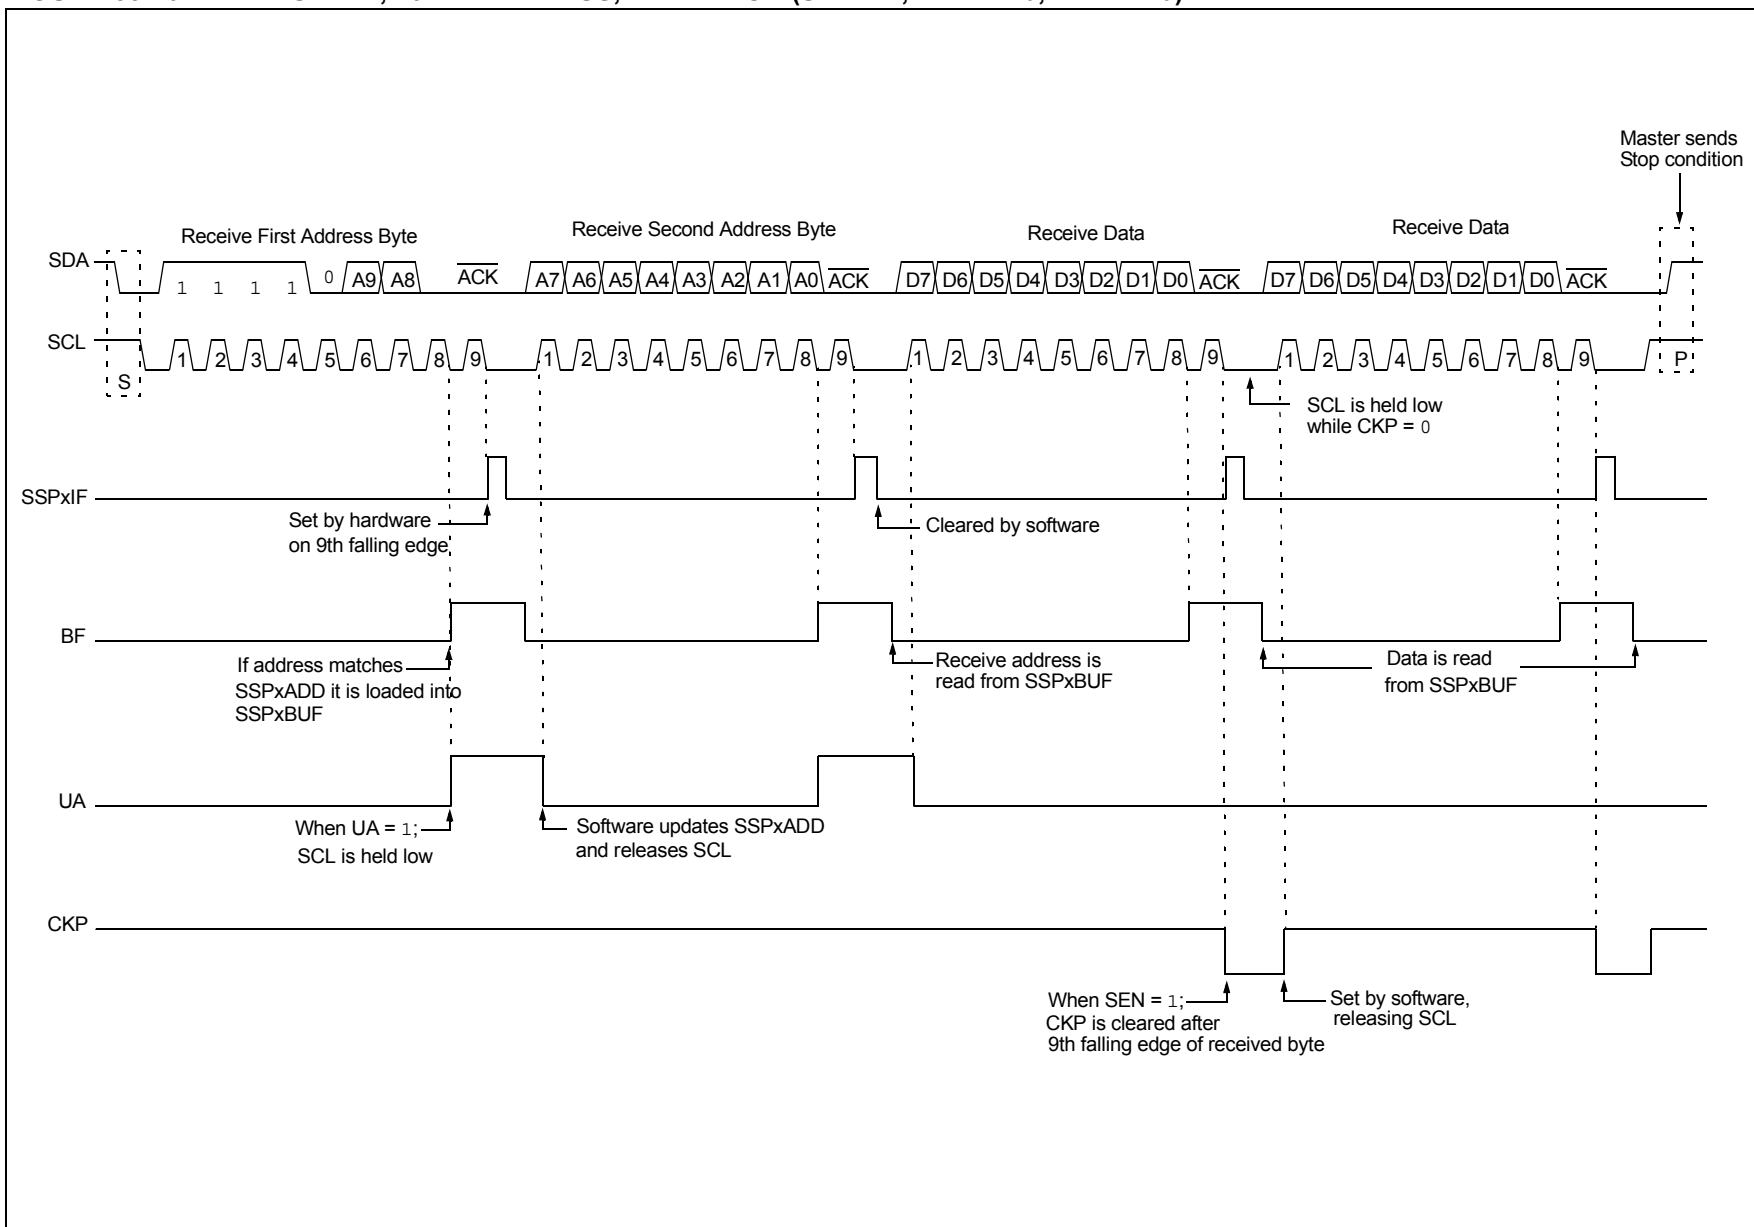 Master sends
Stop condition
Receive First Address Byte
Receive Second Address Byte
Receive Data
Receive Data
SDA
1 1 1 1 0 A9 A8 ACK A7 A6 A5 A4 A3 A2 A1 A0 ACK D7 D6 D5 D4 D3 D2 D1 D0 ACK D7 D6 D5 D4 D3 D2 D1 D0 ACK
SCL
S 1 2 3 4 5 6 7 8 9 1 2 3 4 5 6 7 8 9 1 2 3 4 5 6 7 8 9 1 2 3 4 5 6 7 8 9 P
SCL is held low
while CKP = 0
SSPxIF
Set by hardware
on 9th falling edge
Cleared by software
BF
If address matches
SSPxADD it is loaded into
SSPxBUF
Receive address is
read from SSPxBUF
Data is read
from SSPxBUF
UA
When UA = 1;
SCL is held low
Software updates SSPxADD
and releases SCL
CKP
When SEN = 1;
CKP is cleared after
9th falling edge of received byte
Set by software,
releasing SCL